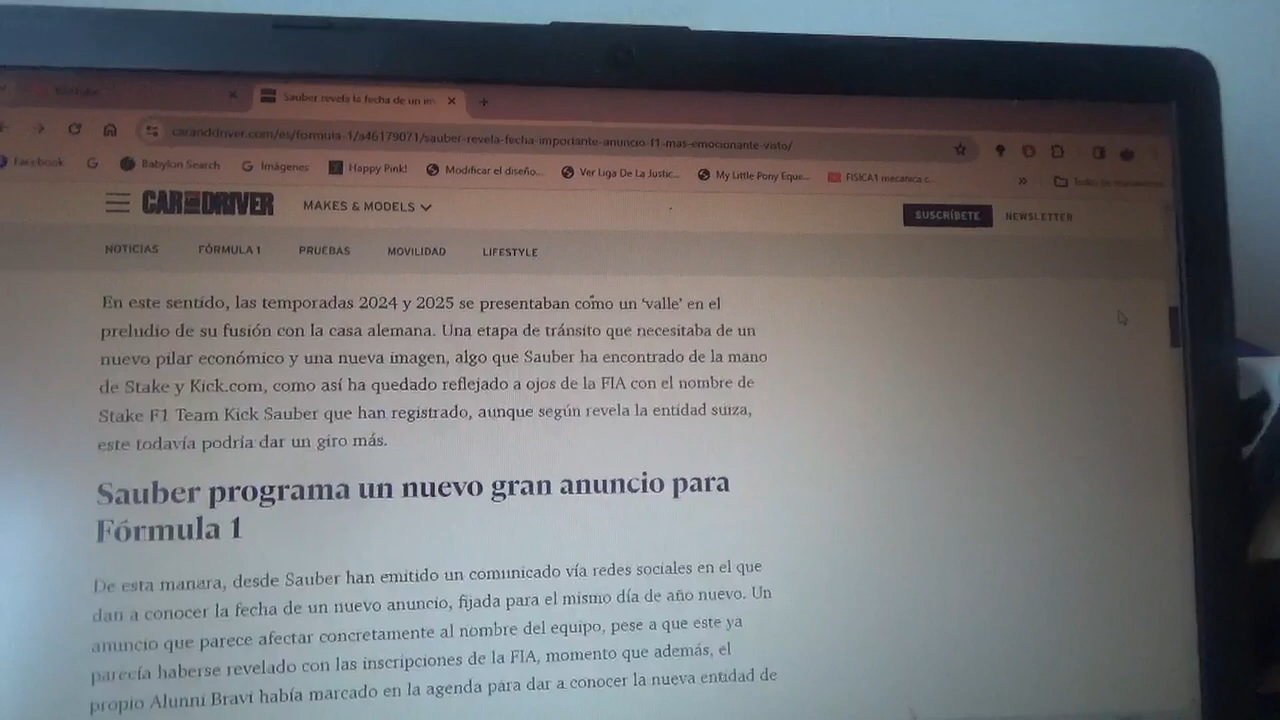 YouTube
Sauber revela la fecha de un im
caranddriver.com/es/formula-1/a46179071/sauber-revela-fecha-importante-anuncio-f1-mas-emocionante-visto/
Facebook
Babylon Search
Imágenes
Happy Pink!
Modificar el diseño...
Ver Liga De La Justic...
My Little Pony Eque...
FISICA1 mecanica c...
»
CAR AND DRIVER
MAKES & MODELS
SUSCRÍBETE
NEWSLETTER
NOTICIAS FÓRMULA 1 PRUEBAS MOVILIDAD LIFESTYLE
En este sentido, las temporadas 2024 y 2025 se presentaban como un 'valle' en el
preludio de su fusión con la casa alemana. Una etapa de tránsito que necesitaba de un
nuevo pilar económico y una nueva imagen, algo que Sauber ha encontrado de la mano
de Stake y Kick.com, como así ha quedado reflejado a ojos de la FIA con el nombre de
Stake F1 Team Kick Sauber que han registrado, aunque según revela la entidad suiza,
este todavía podría dar un giro más.
Sauber programa un nuevo gran anuncio para
Fórmula 1
De esta manara, desde Sauber han emitido un comunicado vía redes sociales en el que
dan a conocer la fecha de un nuevo anuncio, fijada para el mismo día de año nuevo. Un
anuncio que parece afectar concretamente al nombre del equipo, pese a que este ya
parecía haberse revelado con las inscripciones de la FIA, momento que además, el
propio Alunni Bravi había marcado en la agenda para dar a conocer la nueva entidad de